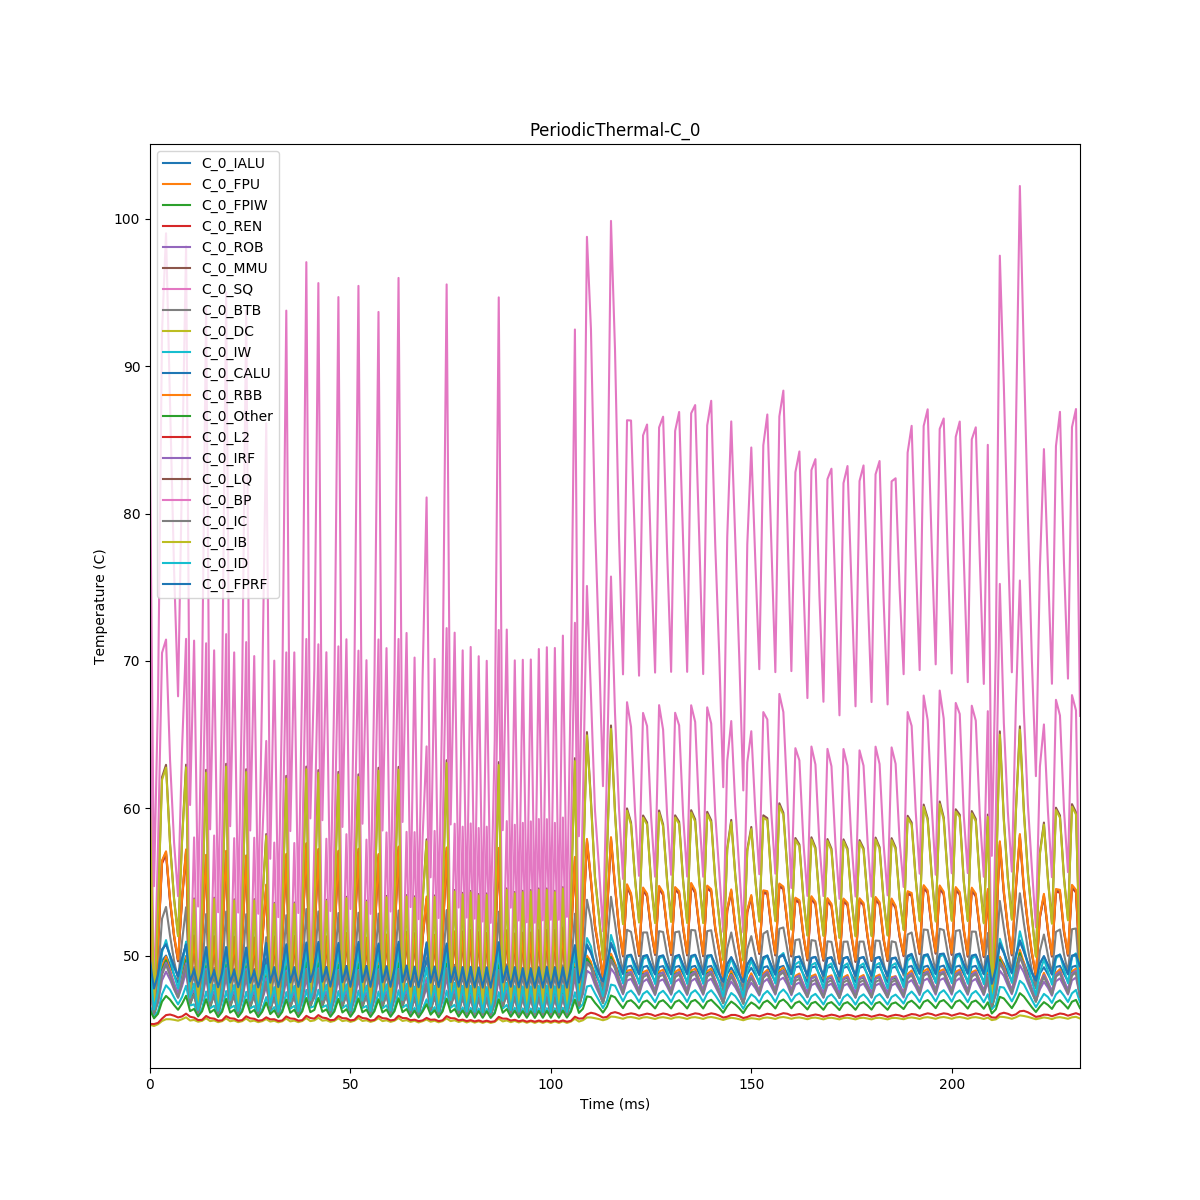 PeriodicThermal-C_0
C_0_IALU
C_0_FPU
C_0_FPIW
C_0_REN
C_0_ROB
C_0_MMU
C_0_SQ
C_0_BTB
C_0_DC
C_0_IW
C_0_CALU
C_0_RBB
C_0_Other
C_0_L2
C_0_IRF
C_0_LQ
C_0_BP
C_0_IC
C_0_IB
C_0_ID
C_0_FPRF
100
90
80
70
60
50
Temperature (C)
0 50 100 150 200
Time (ms)